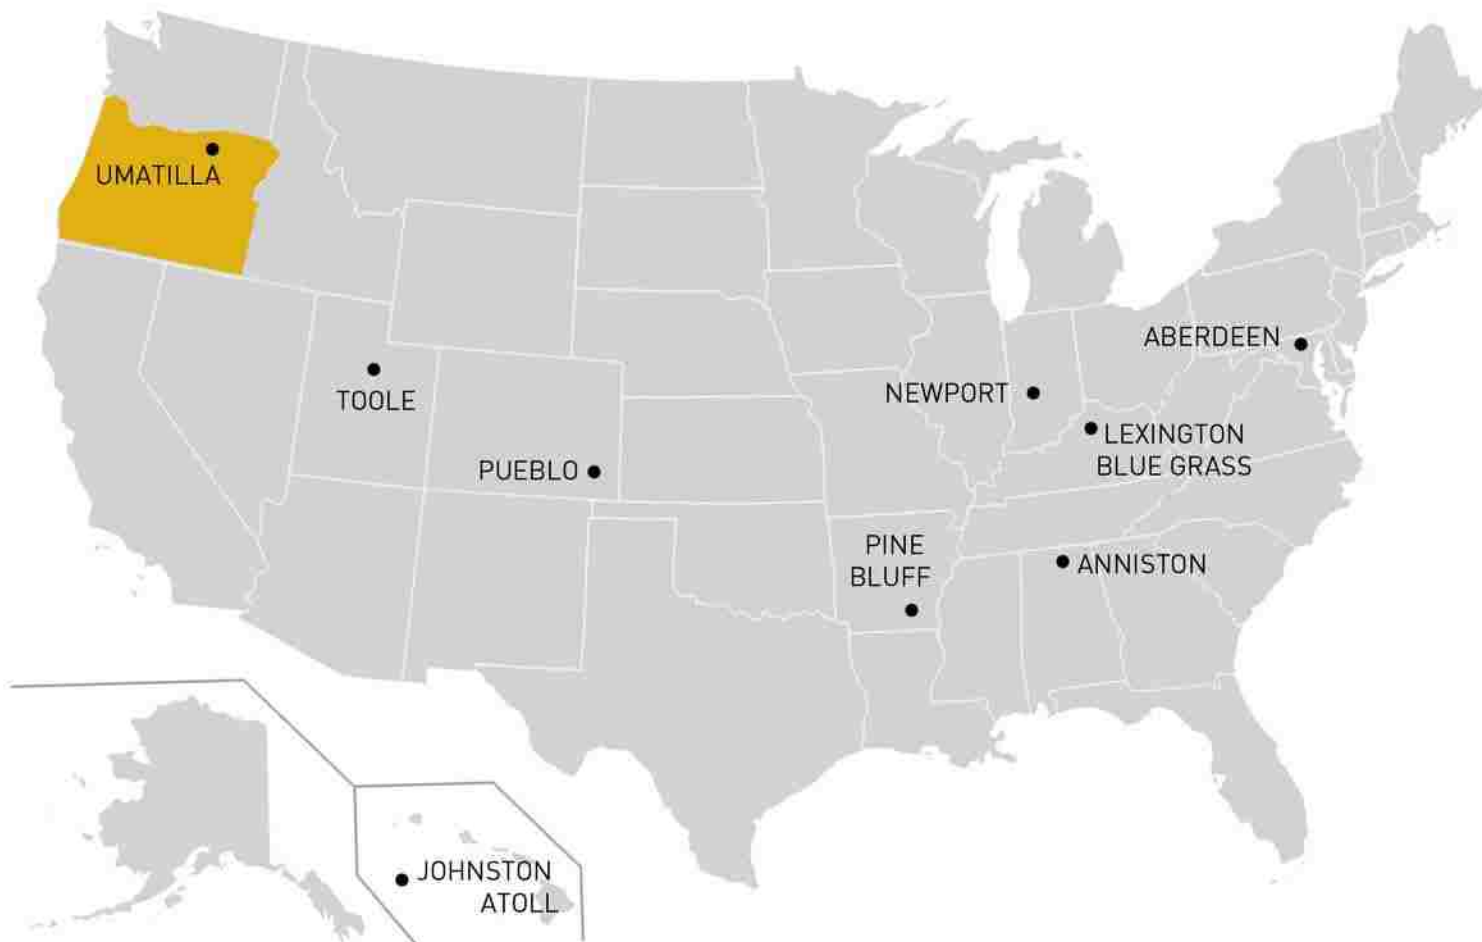 UMATILLA
TOOLE
PUEBLO
ABERDEEN
NEWPORT
LEXINGTON
BLUE GRASS
PINE
BLUFF
ANNISTON
JOHNSTON
ATOLL